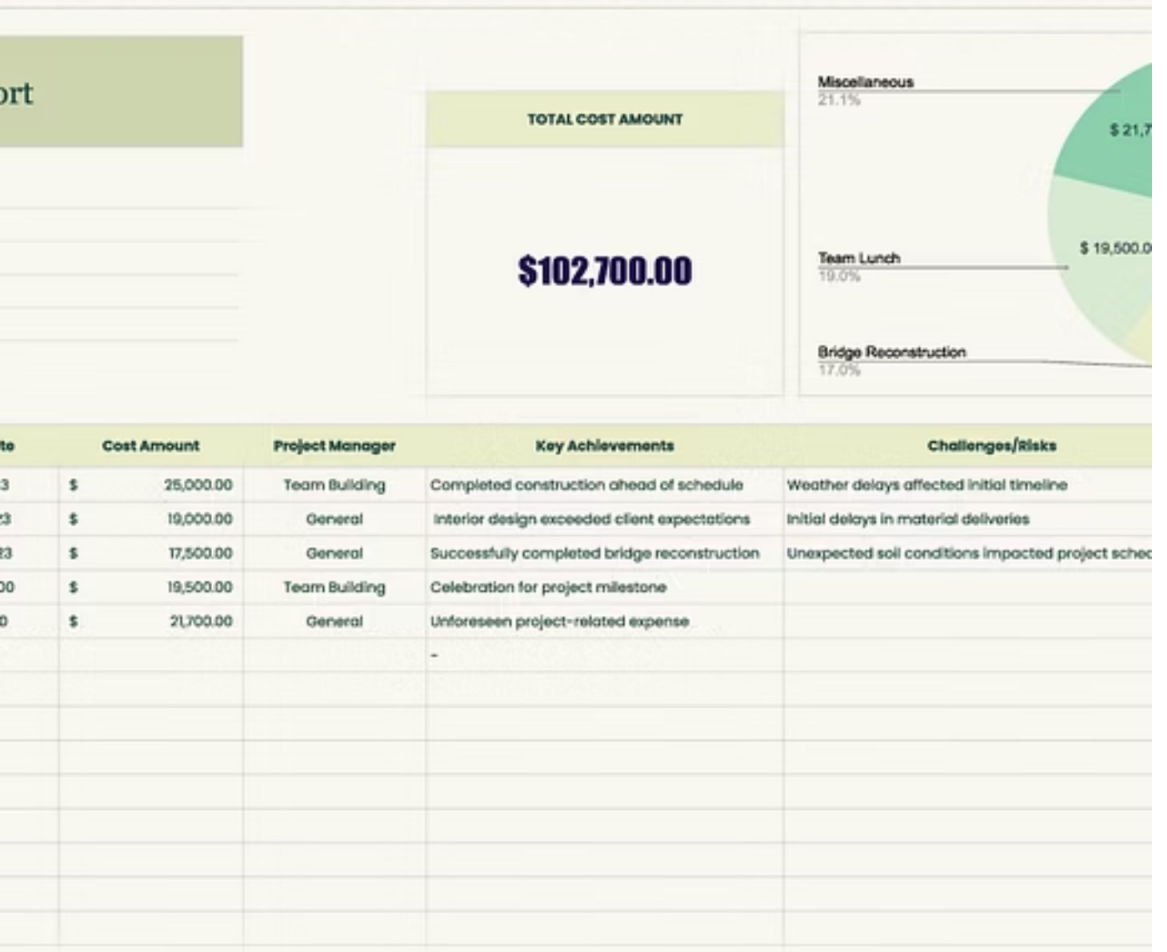 ort
TOTAL COST AMOUNT
$102,700.00
Miscellaneous
21.1%
$ 21,7
Team Lunch
19.0%
$ 19,500.0
Bridge Reconstruction
17.0%
te Cost Amount Project Manager Key Achievements Challenges/Risks
3 $ 25,000.00 Team Building Completed construction ahead of schedule Weather delays affected initial timeline
23 $ 19,000.00 General Interior design exceeded client expectations Initial delays in material deliveries
23 $ 17,500.00 General Successfully completed bridge reconstruction Unexpected soil conditions impacted project sched
00 $ 19,500.00 Team Building Celebration for project milestone
0 $ 21,700.00 General Unforeseen project-related expense
-